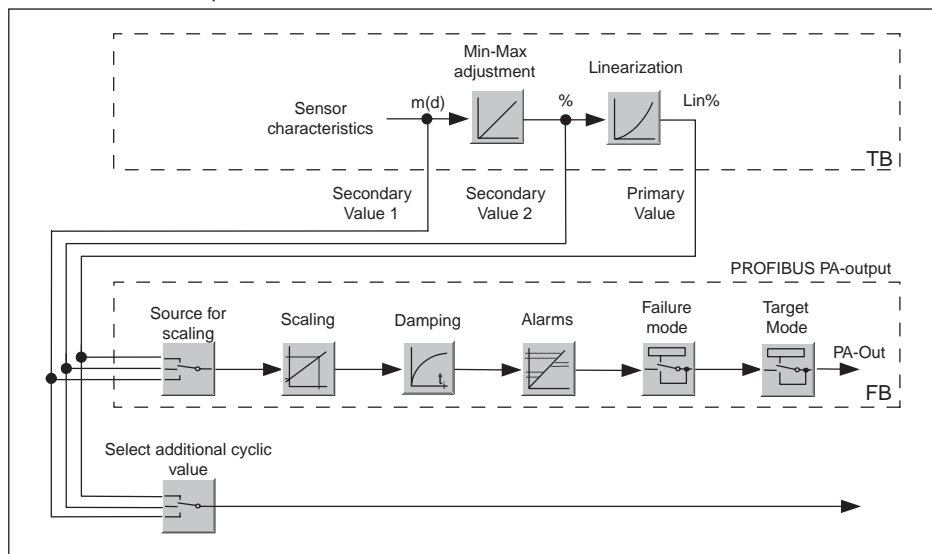 Min-Max
adjustment
Linearization
Sensor
characteristics
m(d)
%
Lin%
TB
Secondary
Value 1
Secondary
Value 2
Primary
Value
PROFIBUS PA-output
Source for
scaling
Scaling
Damping
Alarms
Failure
mode
Target
Mode
PA-Out
FB
Select additional cyclic
value